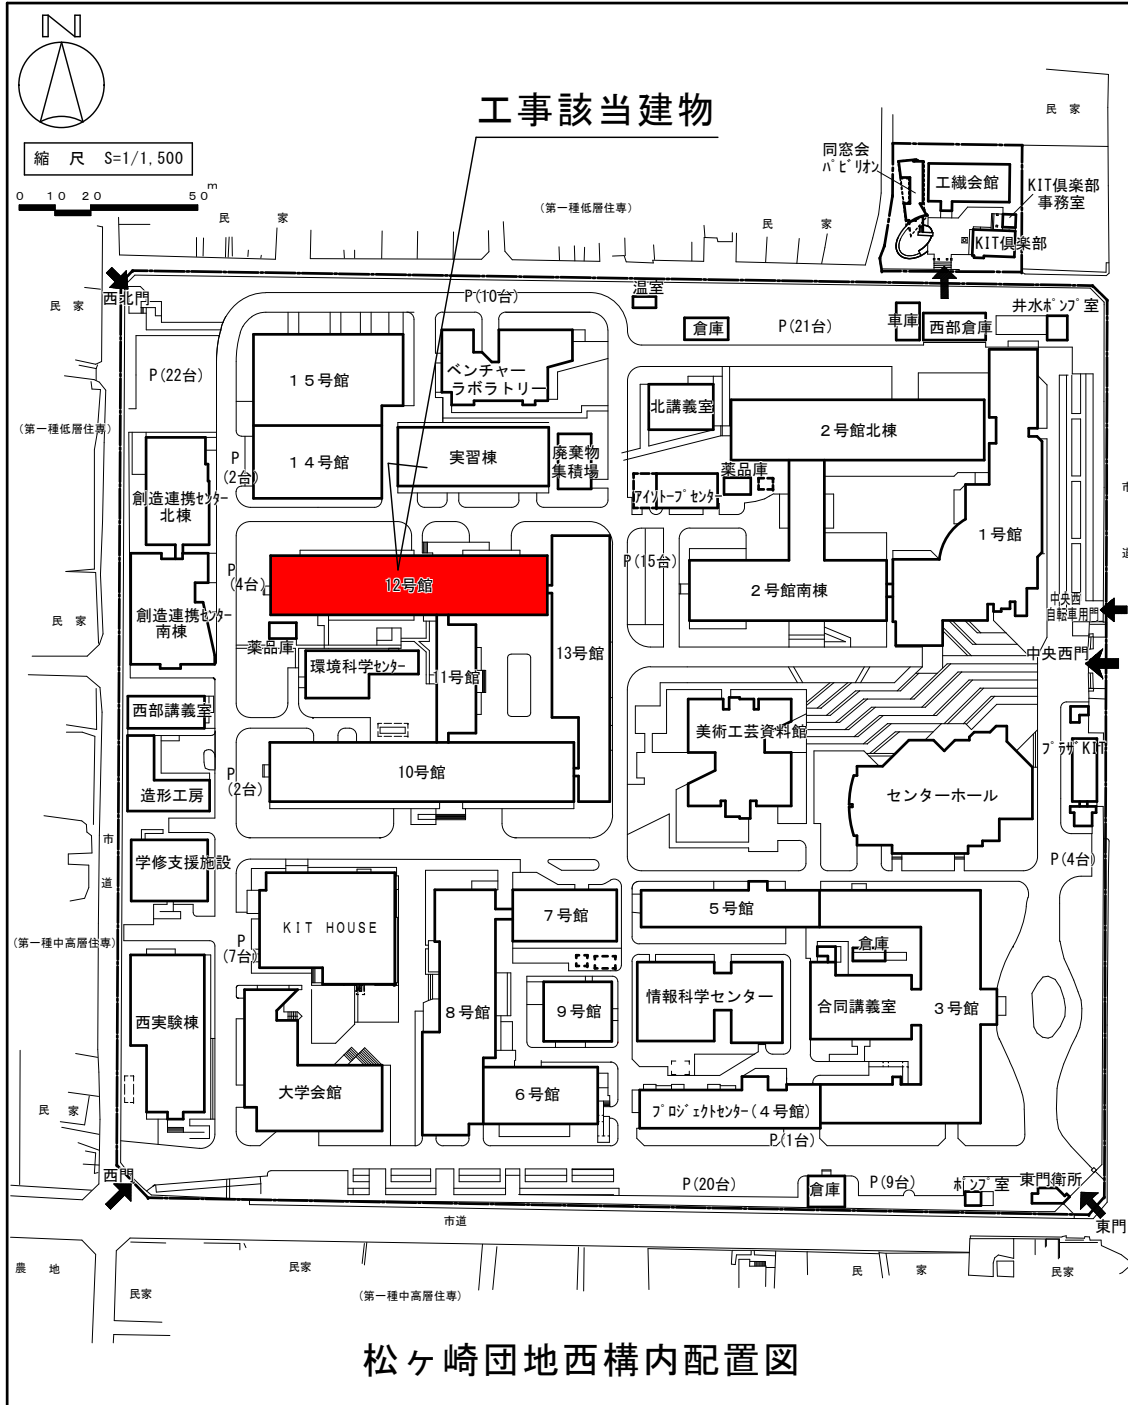 N
工事該当建物
縮 尺 S=1/1,500
0 10 20 50m
民 家
(第一種低層住専)
民 家
民 家
同窓会
パビリオン
工繊会館
KIT倶楽部
事務室
KIT倶楽部
西北門
民 家
P(10台)
温室
倉庫
P(21台)
車庫
西部倉庫
井水ポンプ室
P(22台)
15号館
ベンチャー
ラボラトリー
北講義室
2号館北棟
(第一種低層住専)
P
(2台)
14号館
実習棟
廃棄物
集積場
薬品庫
アイソトープセンター
創造連携センター
北棟
1号館
市
道
P
(4台)
12号館
P(15台)
2号館南棟
中央西
自転車用門
民 家
創造連携センター
南棟
薬品庫
環境科学センター
11号館
13号館
中央西門
西部講義室
美術工芸資料館
プラザKIT
P
(2台)
10号館
造形工房
センターホール
市
道
学修支援施設
P(4台)
KIT HOUSE
7号館
5号館
(第一種中高層住専)
P
(7台)
倉庫
西実験棟
8号館
9号館
情報科学センター
合同講義室
3号館
大学会館
6号館
プロジェクトセンター(4号館)
民 家
P(1台)
西門
P(20台)
倉庫
P(9台)
ポンプ室
東門衛所
市道
東門
農 地
民家
民 家
民家
民家
(第一種中高層住専)
松ヶ崎団地西構内配置図